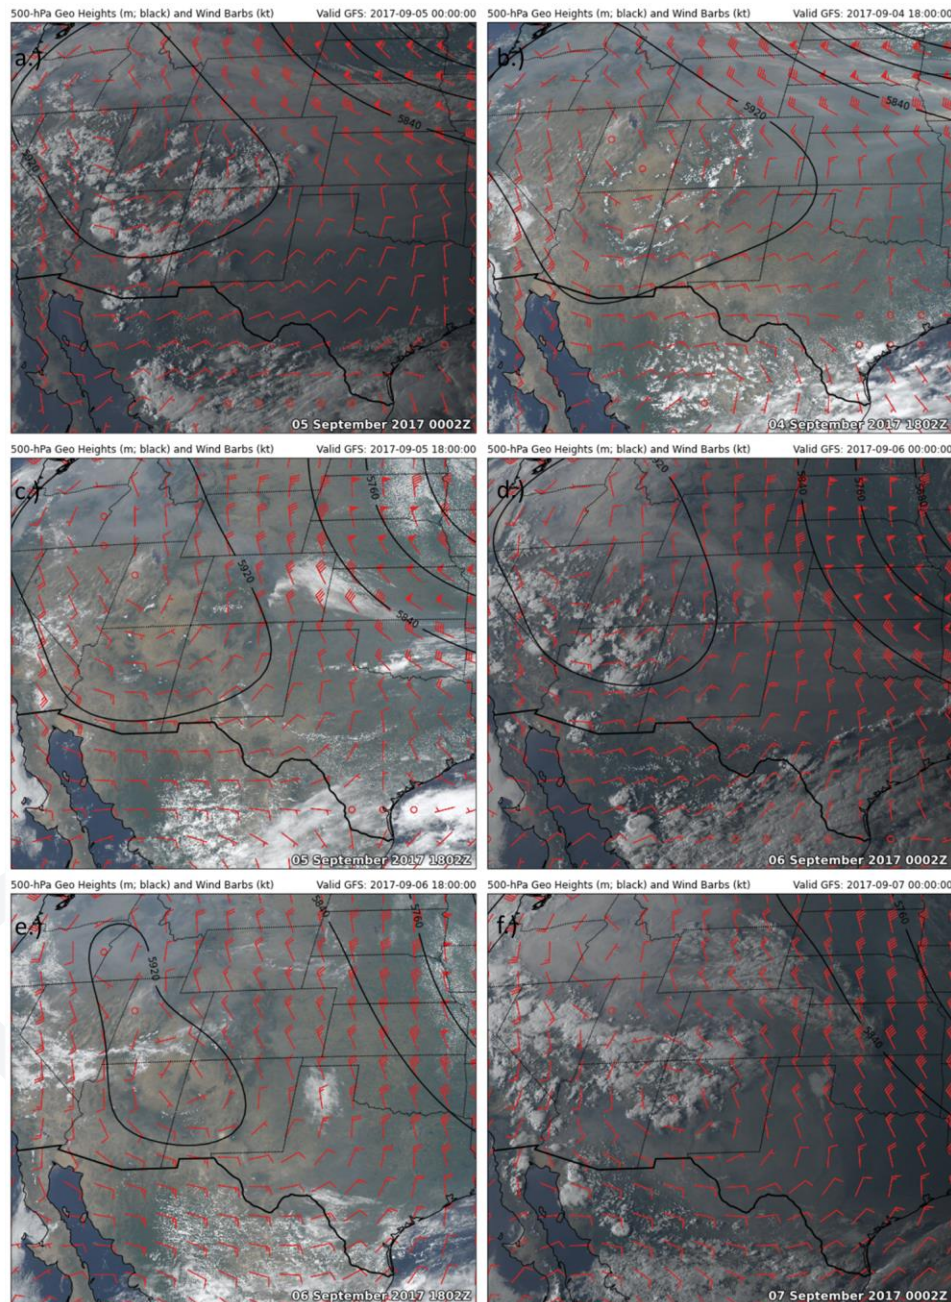 500-hPa Geo Heights (m; black) and Wind Barbs (kt) Valid GFS: 2017-09-05 00:00:00
a.)
5840
5920
05 September 2017 0002Z
500-hPa Geo Heights (m; black) and Wind Barbs (kt) Valid GFS: 2017-09-04 18:00:00
b.)
5840
5920
04 September 2017 1802Z
500-hPa Geo Heights (m; black) and Wind Barbs (kt) Valid GFS: 2017-09-05 18:00:00
c.)
5760
5920
5840
05 September 2017 1802Z
500-hPa Geo Heights (m; black) and Wind Barbs (kt) Valid GFS: 2017-09-06 00:00:00
d.)
5920
5840
5760
5680
06 September 2017 0002Z
500-hPa Geo Heights (m; black) and Wind Barbs (kt) Valid GFS: 2017-09-06 18:00:00
e.)
5840
5760
5920
06 September 2017 1802Z
500-hPa Geo Heights (m; black) and Wind Barbs (kt) Valid GFS: 2017-09-07 00:00:00
f.)
5760
5840
07 September 2017 0002Z